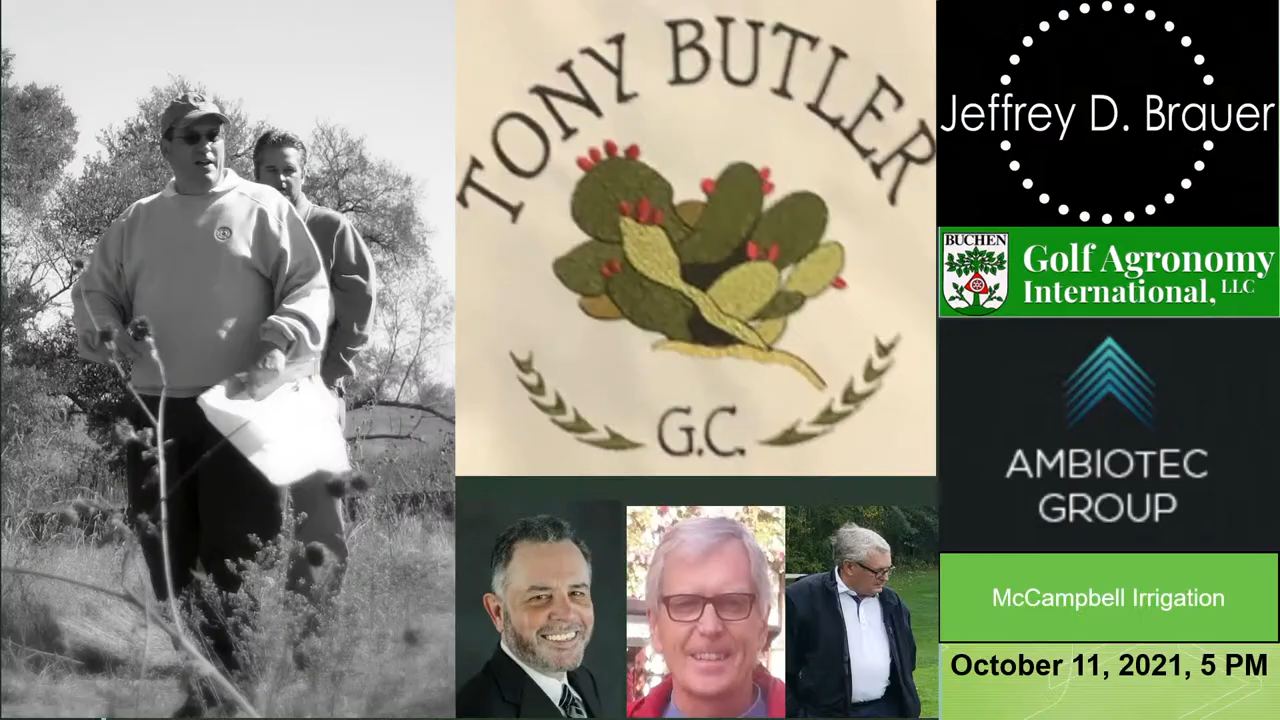 TONY BUTLER
G.C.
Jeffrey D. Brauer
BUCHEN
Golf Agronomy
International, LLC
AMBIOTEC
GROUP
McCampbell Irrigation
October 11, 2021, 5 PM